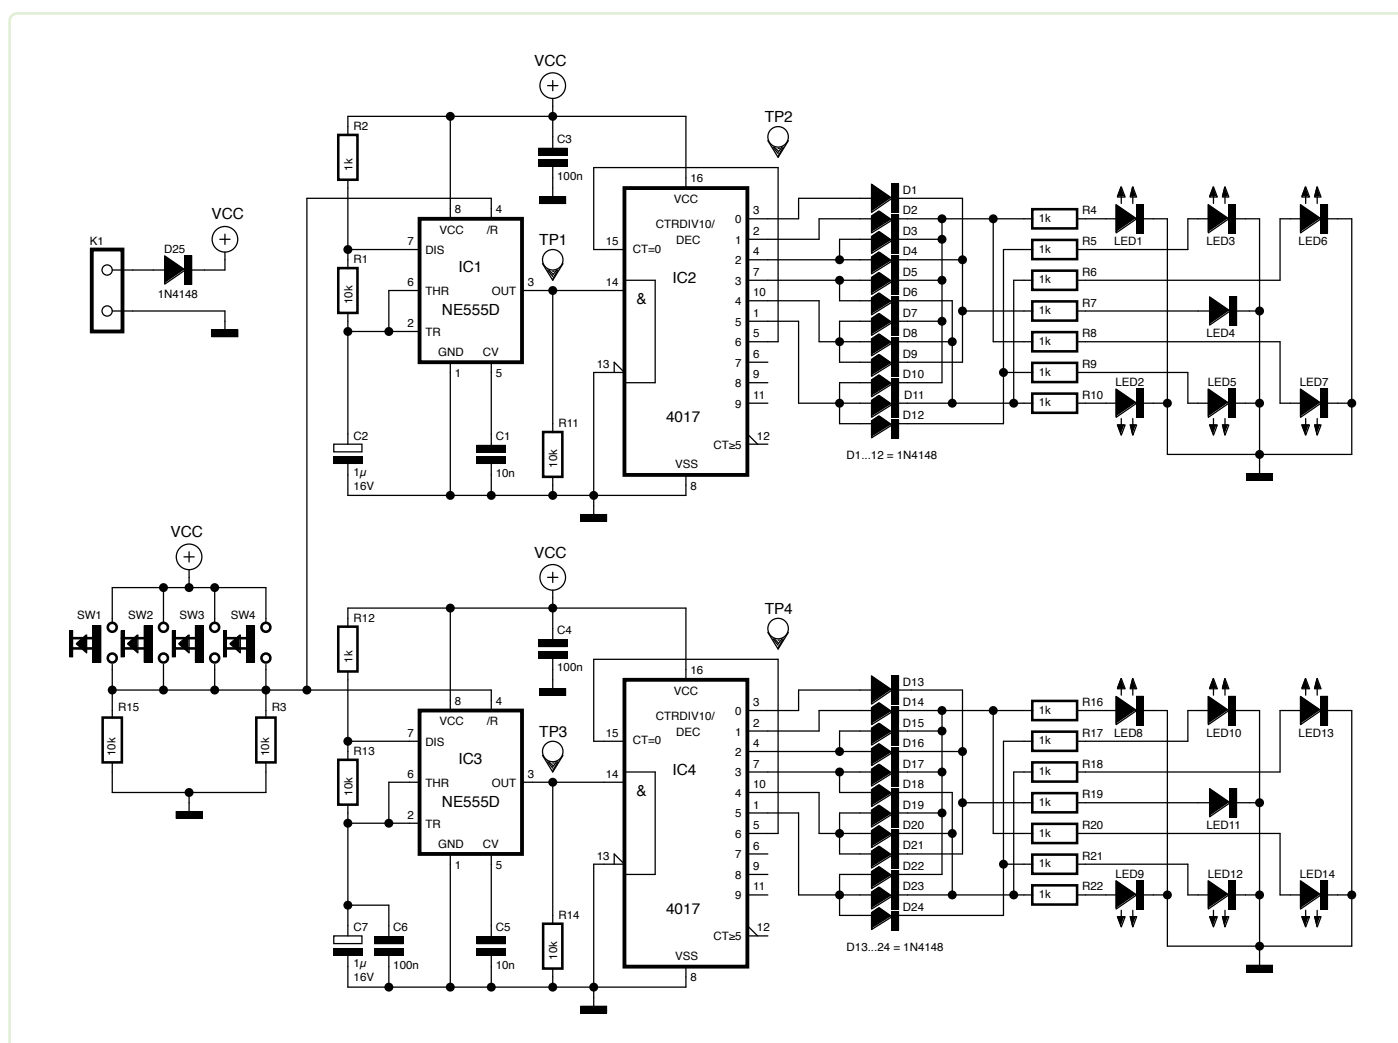 VCC
R2
1k
C3
100n
TP2
16
VCC
8
4
VCC
/R
7
DIS
R1
10k
IC1
6
THR
OUT
3
NE555D
2
TR
GND
CV
1
5
TP1
CTRDIV10/
DEC
15
CT=0
IC2
14
&
13
4017
VSS
8
0
1
2
3
4
5
6
7
8
9
CT≥5
3
2
4
7
10
1
5
6
9
11
12
D1
D2
D3
D4
D5
D6
D7
D8
D9
D10
D11
D12
D1...12 = 1N4148
1k
R4
1k
R5
1k
R6
1k
R7
1k
R8
1k
R9
1k
R10
LED1
LED3
LED6
LED4
LED2
LED5
LED7
K1
D25
1N4148
VCC
C2
1µ
16V
C1
10n
R11
10k
VCC
SW1
SW2
SW3
SW4
R15
10k
R3
10k
VCC
R12
1k
C4
100n
TP4
16
VCC
8
4
VCC
/R
7
DIS
R13
10k
IC3
6
THR
OUT
3
NE555D
2
TR
GND
CV
1
5
TP3
CTRDIV10/
DEC
15
CT=0
IC4
14
&
13
4017
VSS
8
0
1
2
3
4
5
6
7
8
9
CT≥5
3
2
4
7
10
1
5
6
9
11
12
D13
D14
D15
D16
D17
D18
D19
D20
D21
D22
D23
D24
D13...24 = 1N4148
1k
R16
1k
R17
1k
R18
1k
R19
1k
R20
1k
R21
1k
R22
LED8
LED10
LED13
LED11
LED9
LED12
LED14
C7
1µ
16V
C6
100n
C5
10n
R14
10k